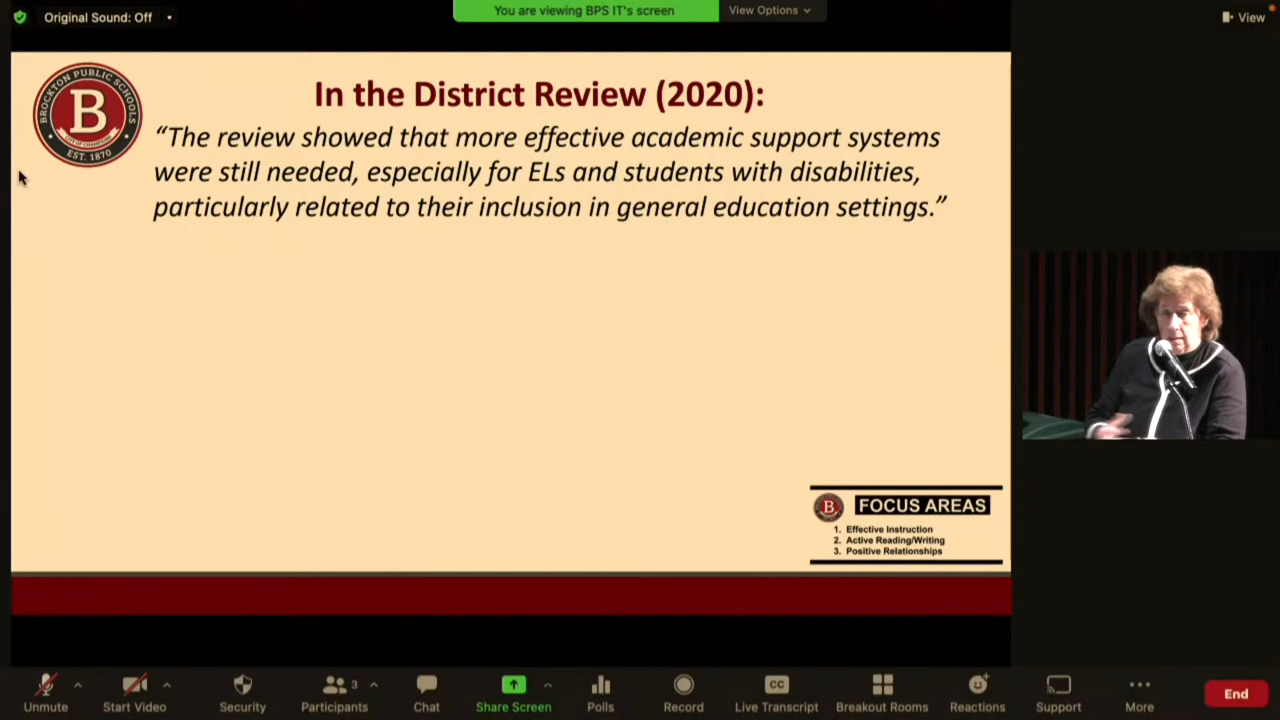 Original Sound: Off
You are viewing BPS IT's screen
View Options
View
BROCKTON PUBLIC SCHOOLS
B
CITY OF CHAMPIONS
EST. 1870
In the District Review (2020):
“The review showed that more effective academic support systems
were still needed, especially for ELs and students with disabilities,
particularly related to their inclusion in general education settings.”
B
FOCUS AREAS
1. Effective Instruction
2. Active Reading/Writing
3. Positive Relationships
Unmute
Start Video
Security
3
Participants
Chat
Share Screen
Polls
Record
CC
Live Transcript
Breakout Rooms
Reactions
Support
More
End